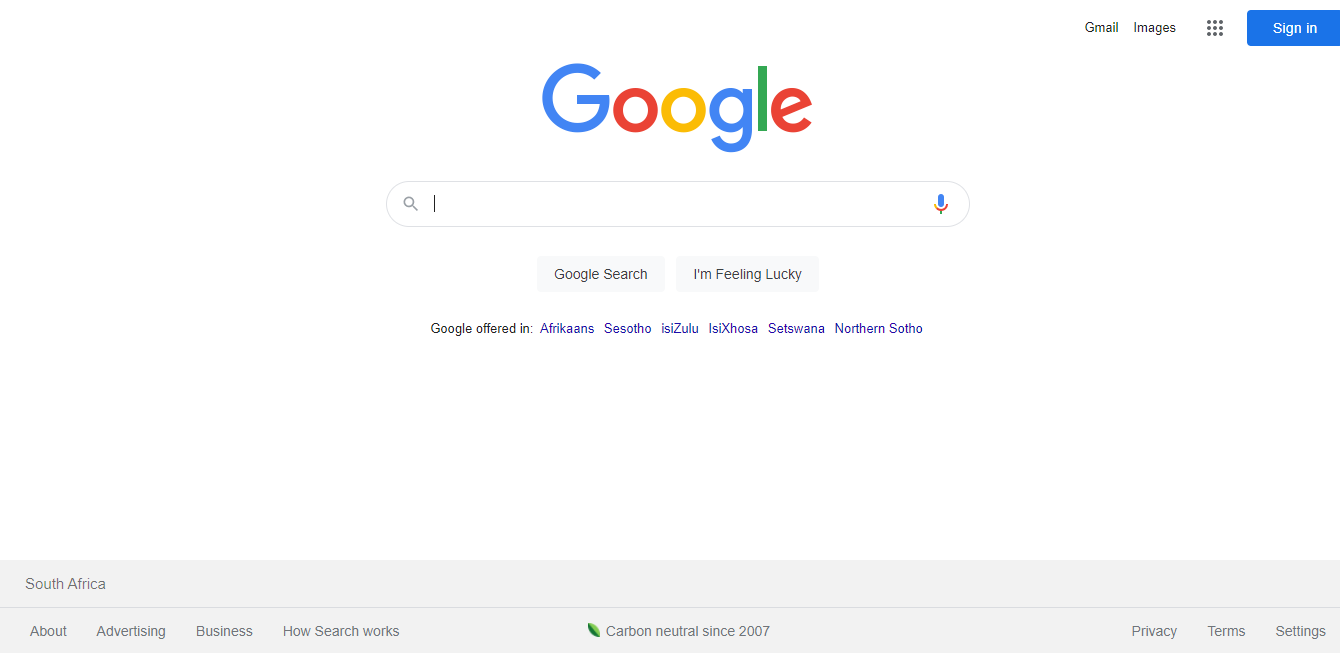 Gmail Images Sign in
Google
Google Search I'm Feeling Lucky
Google offered in: Afrikaans Sesotho isiZulu IsiXhosa Setswana Northern Sotho
South Africa
About Advertising Business How Search works Carbon neutral since 2007 Privacy Terms Settings